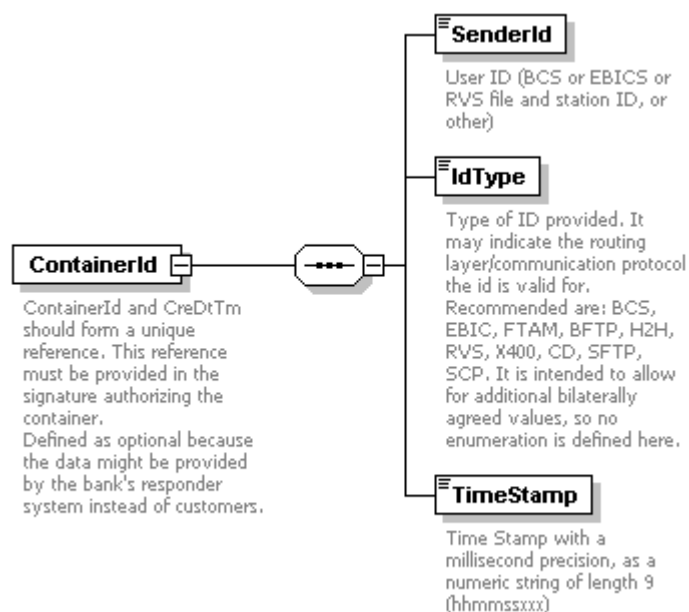 SenderId
User ID (BCS or EBICS or
RVS file and station ID, or
other)
IdType
Type of ID provided. It
may indicate the routing
layer/communication protocol
the id is valid for.
Recommended are: BCS,
EBIC, FTAM, BFTP, H2H,
RVS, X400, CD, SFTP,
SCP. It is intended to allow
for additional bilaterally
agreed values, so no
enumeration is defined here.
ContainerId
ContainerId and CreDtTm
should form a unique
reference. This reference
must be provided in the
signature authorizing the
container.
Defined as optional because
the data might be provided
by the bank's responder
system instead of customers.
TimeStamp
Time Stamp with a
millisecond precision, as a
numeric string of length 9
(hhmmssxxx)